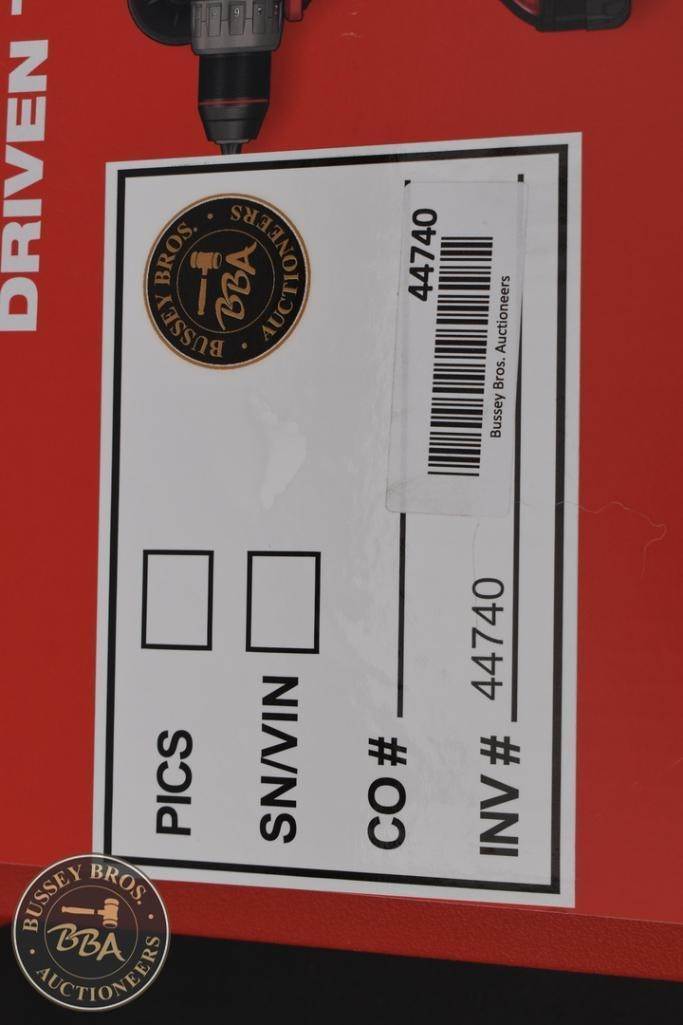 DRIVEN
BUSSEY BROS.
BBA
AUCTIONEERS
PICS
SN/VIN
CO #
44740
Bussey Bros. Auctioneers
INV # 44740
BUSSEY BROS.
BBA
AUCTIONEERS